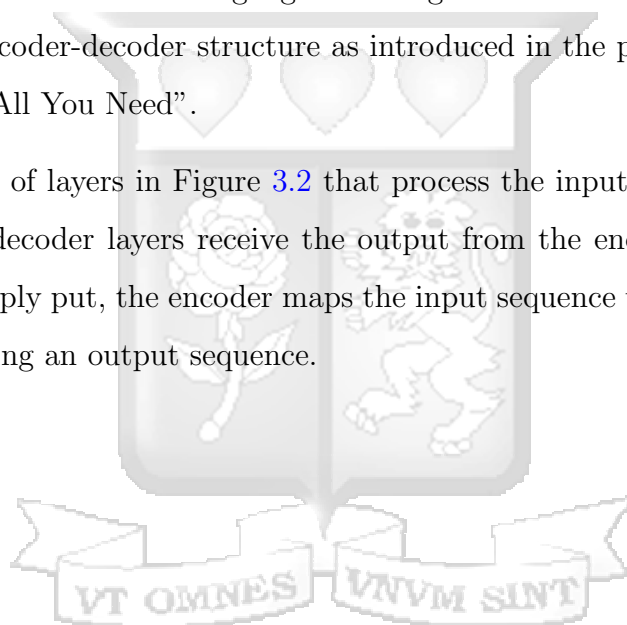 coder-decoder structure as introduced in the p
All You Need”.
of layers in Figure 3.2 that process the input
decoder layers receive the output from the en
ply put, the encoder maps the input sequence
ng an output sequence.
VT OMNES VNVM SINT